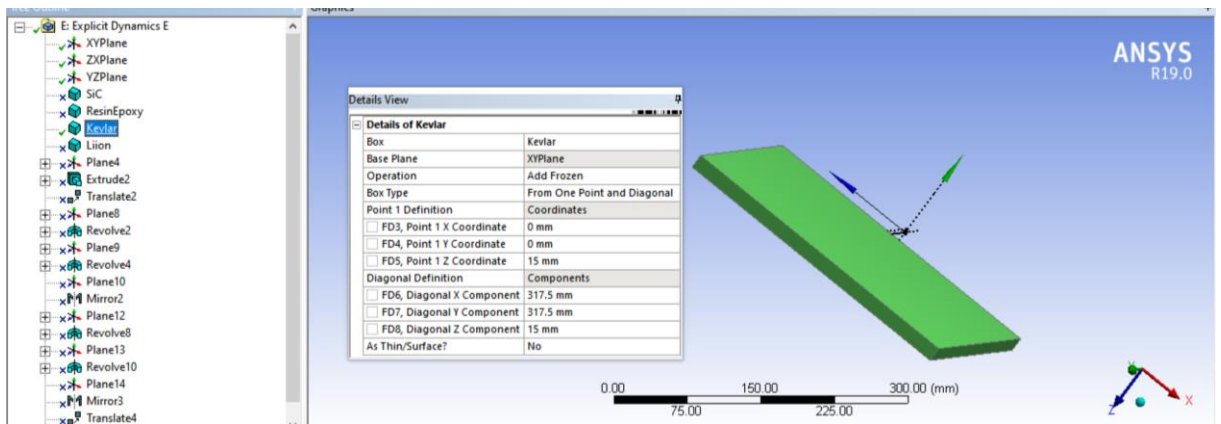 E: Explicit Dynamics E
XYPlane
ZXPlane
YZPlane
SiC
ResinEpoxy
Kevlar
Liion
Plane4
Extrude2
Translate2
Plane8
Revolve2
Plane9
Revolve4
Plane10
Mirror2
Plane12
Revolve8
Plane13
Revolve10
Plane14
Mirror3
Translate4
Graphics
ANSYS
R19.0
Details View
Details of Kevlar
Box Kevlar
Base Plane XYPlane
Operation Add Frozen
Box Type From One Point and Diagonal
Point 1 Definition Coordinates
FD3, Point 1 X Coordinate 0 mm
FD4, Point 1 Y Coordinate 0 mm
FD5, Point 1 Z Coordinate 15 mm
Diagonal Definition Components
FD6, Diagonal X Component 317.5 mm
FD7, Diagonal Y Component 317.5 mm
FD8, Diagonal Z Component 15 mm
As Thin/Surface? No
0.00 150.00 300.00 (mm)
75.00 225.00
Y
X
Z